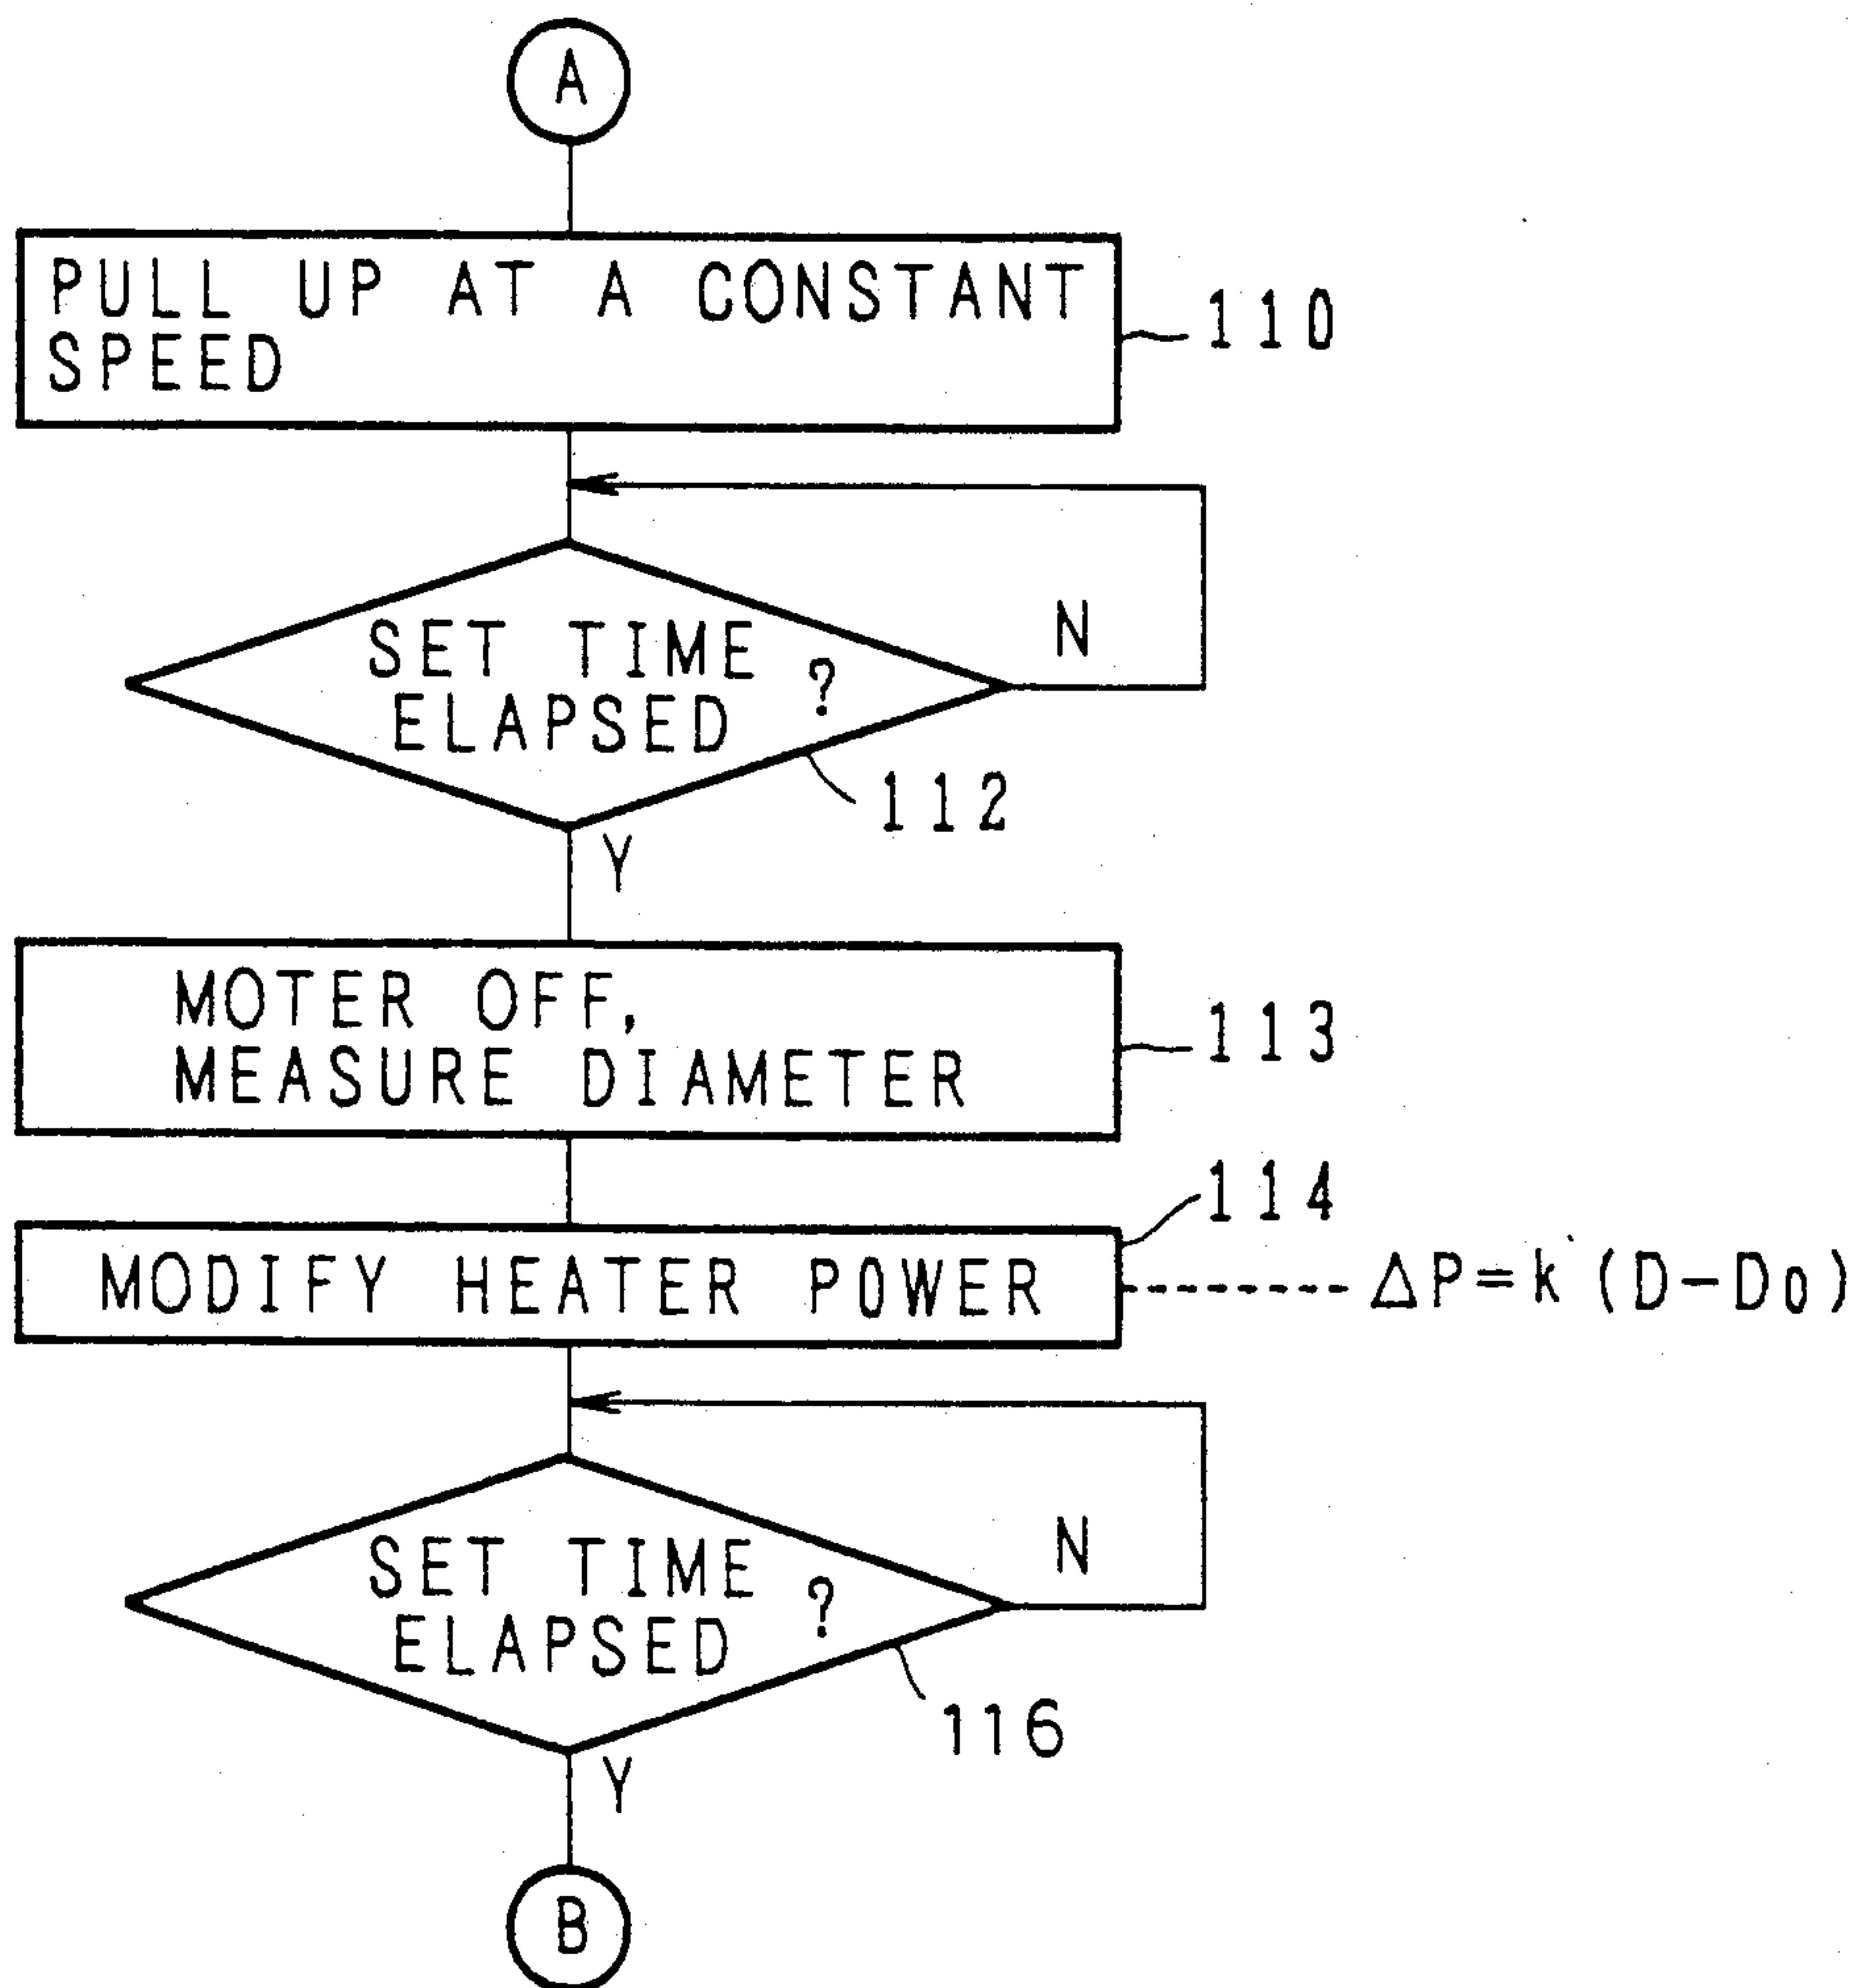 A
PULL UP AT A CONSTANT
SPEED
110
N
SET TIME
ELAPSED ?
112
Y
MOTER OFF,
MEASURE DIAMETER
113
114
MODIFY HEATER POWER
ΔP=k (D-D0)
N
SET TIME
ELAPSED ?
116
Y
B